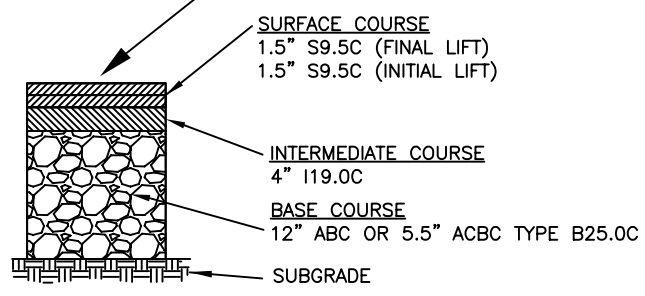 SURFACE COURSE
1.5" S9.5C (FINAL LIFT)
1.5" S9.5C (INITIAL LIFT)
INTERMEDIATE COURSE
4" I19.0C
BASE COURSE
12" ABC OR 5.5" ACBC TYPE B25.0C
SUBGRADE